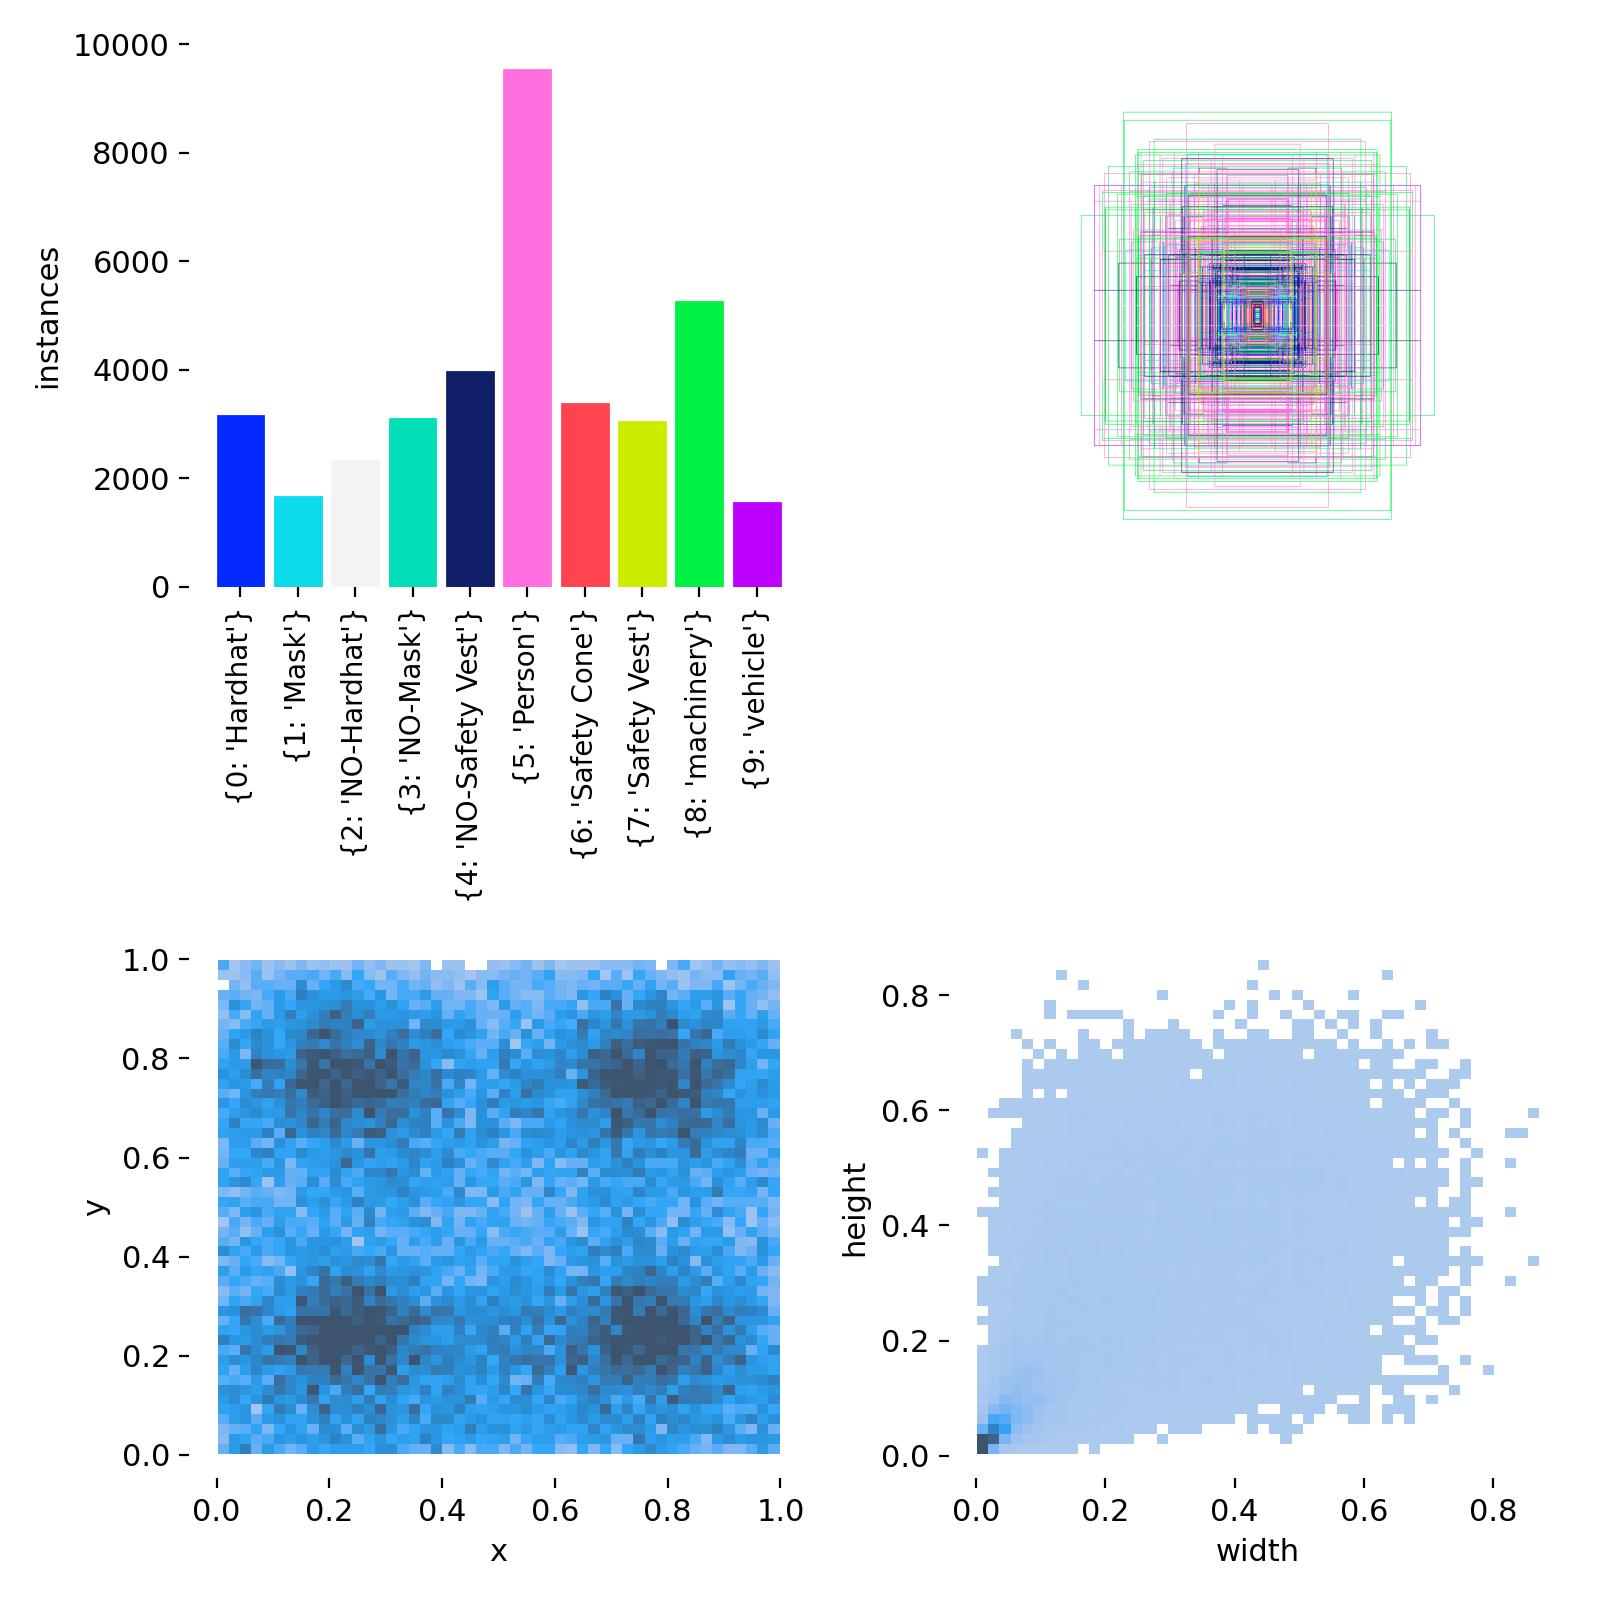 10000
8000
6000
4000
2000
0
instances
{0: 'Hardhat'}
{1: 'Mask'}
{2: 'NO-Hardhat'}
{3: 'NO-Mask'}
{4: 'NO-Safety Vest'}
{5: 'Person'}
{6: 'Safety Cone'}
{7: 'Safety Vest'}
{8: 'machinery'}
{9: 'vehicle'}
1.0
0.8
0.6
0.4
0.2
0.0
y
0.0 0.2 0.4 0.6 0.8 1.0
x
0.8
0.6
0.4
0.2
0.0
height
0.0 0.2 0.4 0.6 0.8
width